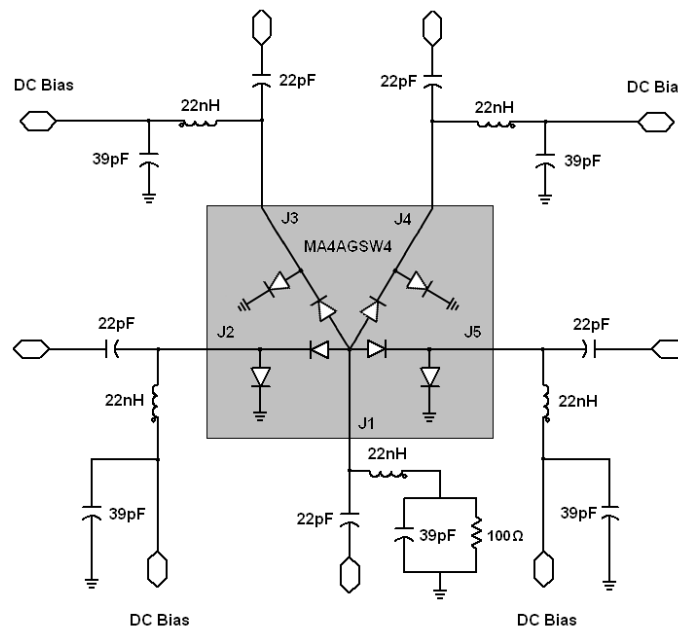 22pF
22pF
DC Bias
DC Bias
22nH
22nH
39pF
39pF
J3
J4
MA4AGSW4
22pF
J2
J5
22pF
22nH
22nH
J1
22nH
39pF
22pF
39pF
100Ω
39pF
DC Bias
DC Bias